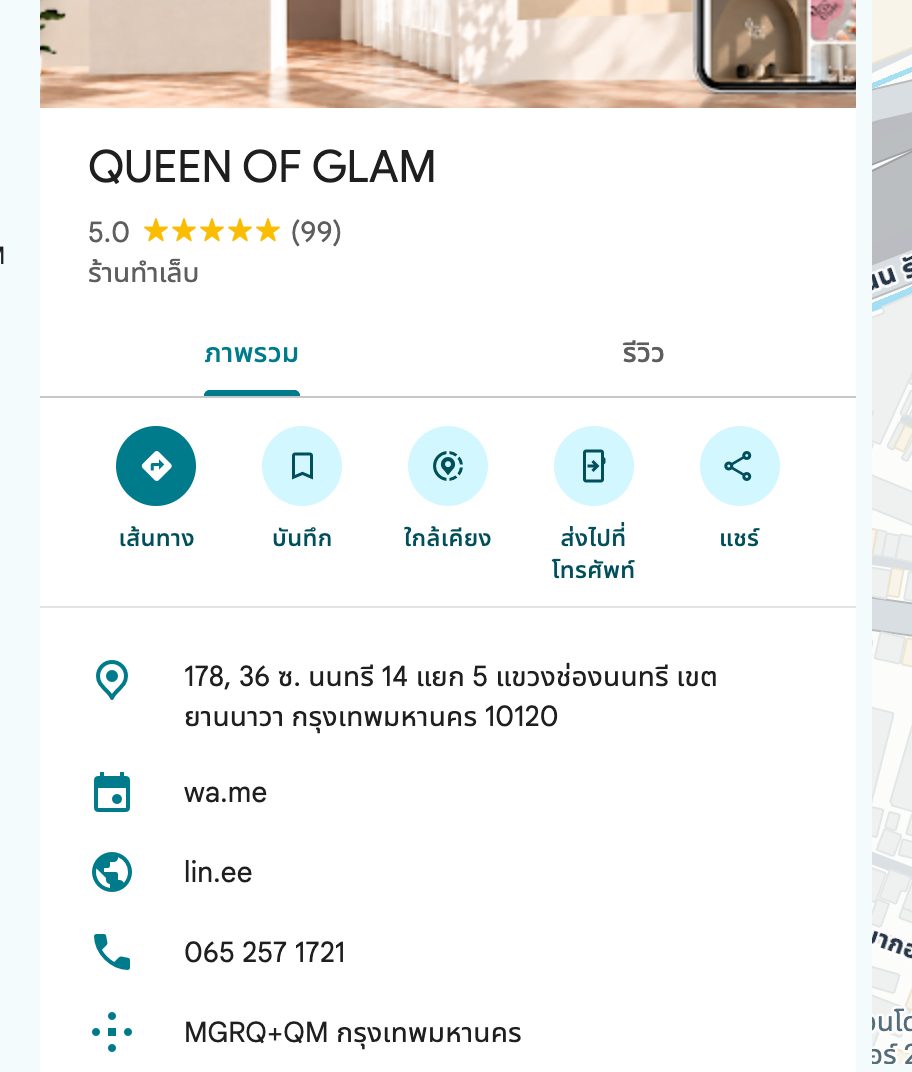 QUEEN OF GLAM
5.0 ★★★★★ (99)
ร้านทำเล็บ
ภาพรวม
รีวิว
เส้นทาง
บันทึก
ใกล้เคียง
ส่งไปที่
โทรศัพท์
แชร์
178, 36 ซ. นนทรี 14 แยก 5 แขวงช่องนนทรี เขต
ยานนาวา กรุงเทพมหานคร 10120
wa.me
lin.ee
065 257 1721
MGRQ+QM กรุงเทพมหานคร